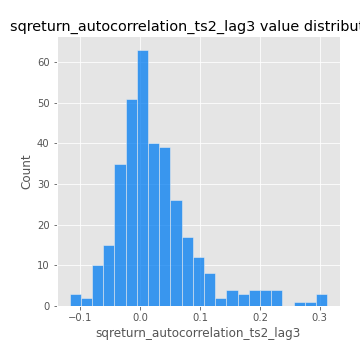 sqreturn_autocorrelation_ts2_lag3 value distribut
60
50
40
30
20
10
0
Count
−0.1 0.0 0.1 0.2 0.3
sqreturn_autocorrelation_ts2_lag3